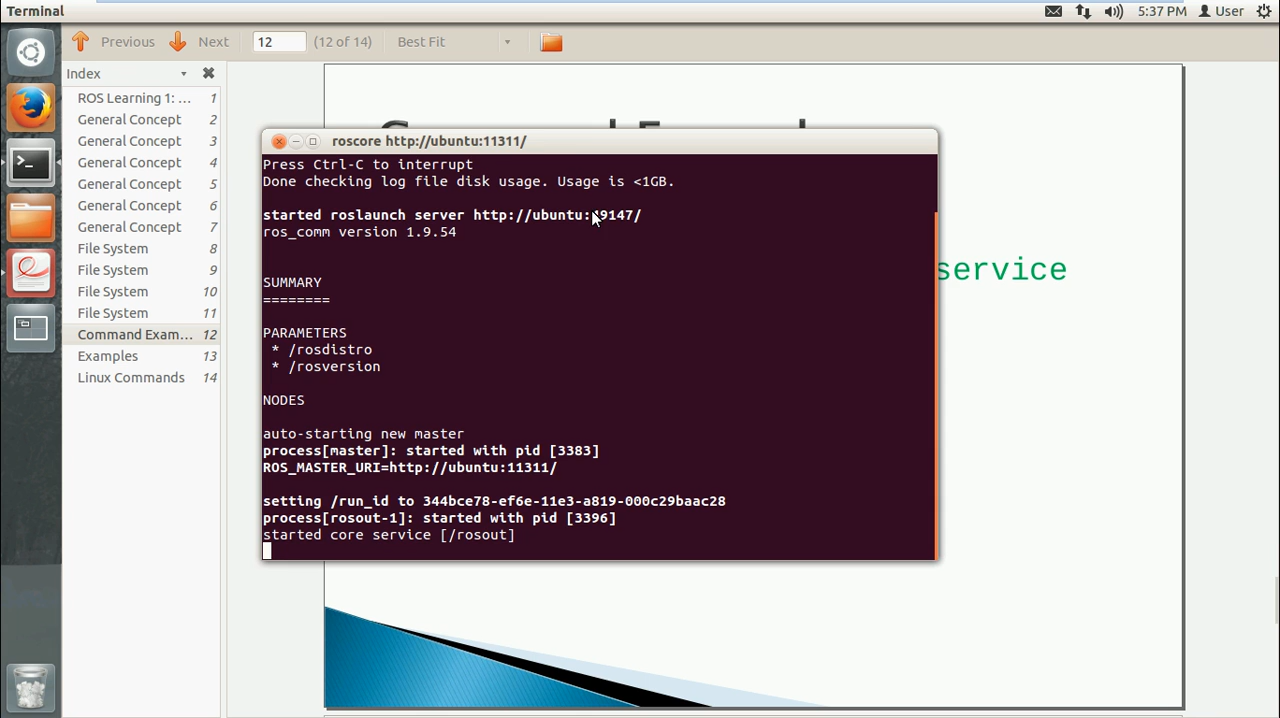 Terminal
5:37 PM User
Previous Next 12 (12 of 14) Best Fit
Index
ROS Learning 1: ... 1
General Concept 2
General Concept 3
General Concept 4
General Concept 5
General Concept 6
General Concept 7
File System 8
File System 9
File System 10
File System 11
Command Exam... 12
Examples 13
Linux Commands 14
roscore http://ubuntu:11311/
Press Ctrl-C to interrupt
Done checking log file disk usage. Usage is <1GB.
started roslaunch server http://ubuntu:49147/
ros_comm version 1.9.54
SUMMARY
========
PARAMETERS
* /rosdistro
* /rosversion
NODES
auto-starting new master
process[master]: started with pid [3383]
ROS_MASTER_URI=http://ubuntu:11311/
setting /run_id to 344bce78-ef6e-11e3-a819-000c29baac28
process[rosout-1]: started with pid [3396]
started core service [/rosout]
service